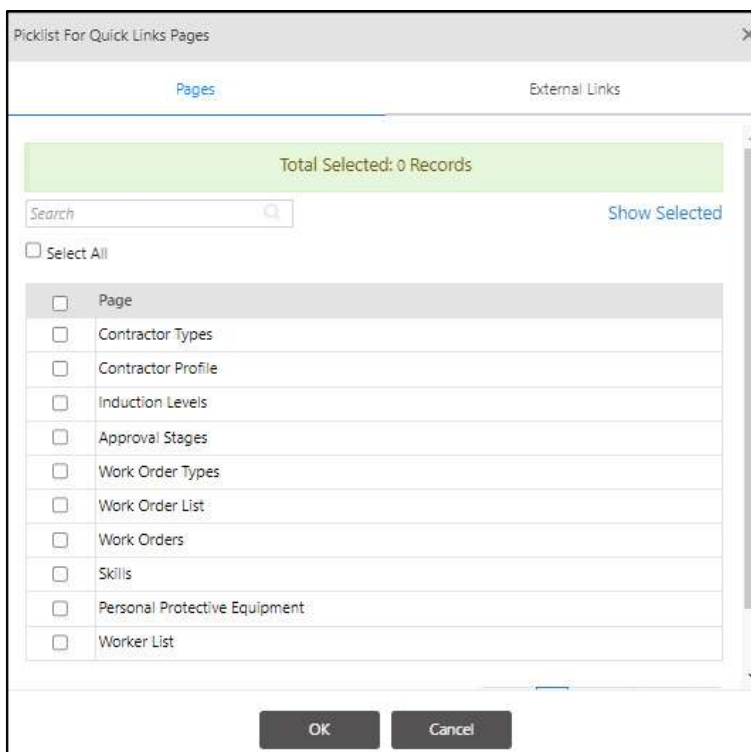 Picklist For Quick Links Pages
Pages External Links
Total Selected: 0 Records
Search Show Selected
Select All
Page
Contractor Types
Contractor Profile
Induction Levels
Approval Stages
Work Order Types
Work Order List
Work Orders
Skills
Personal Protective Equipment
Worker List
OK Cancel